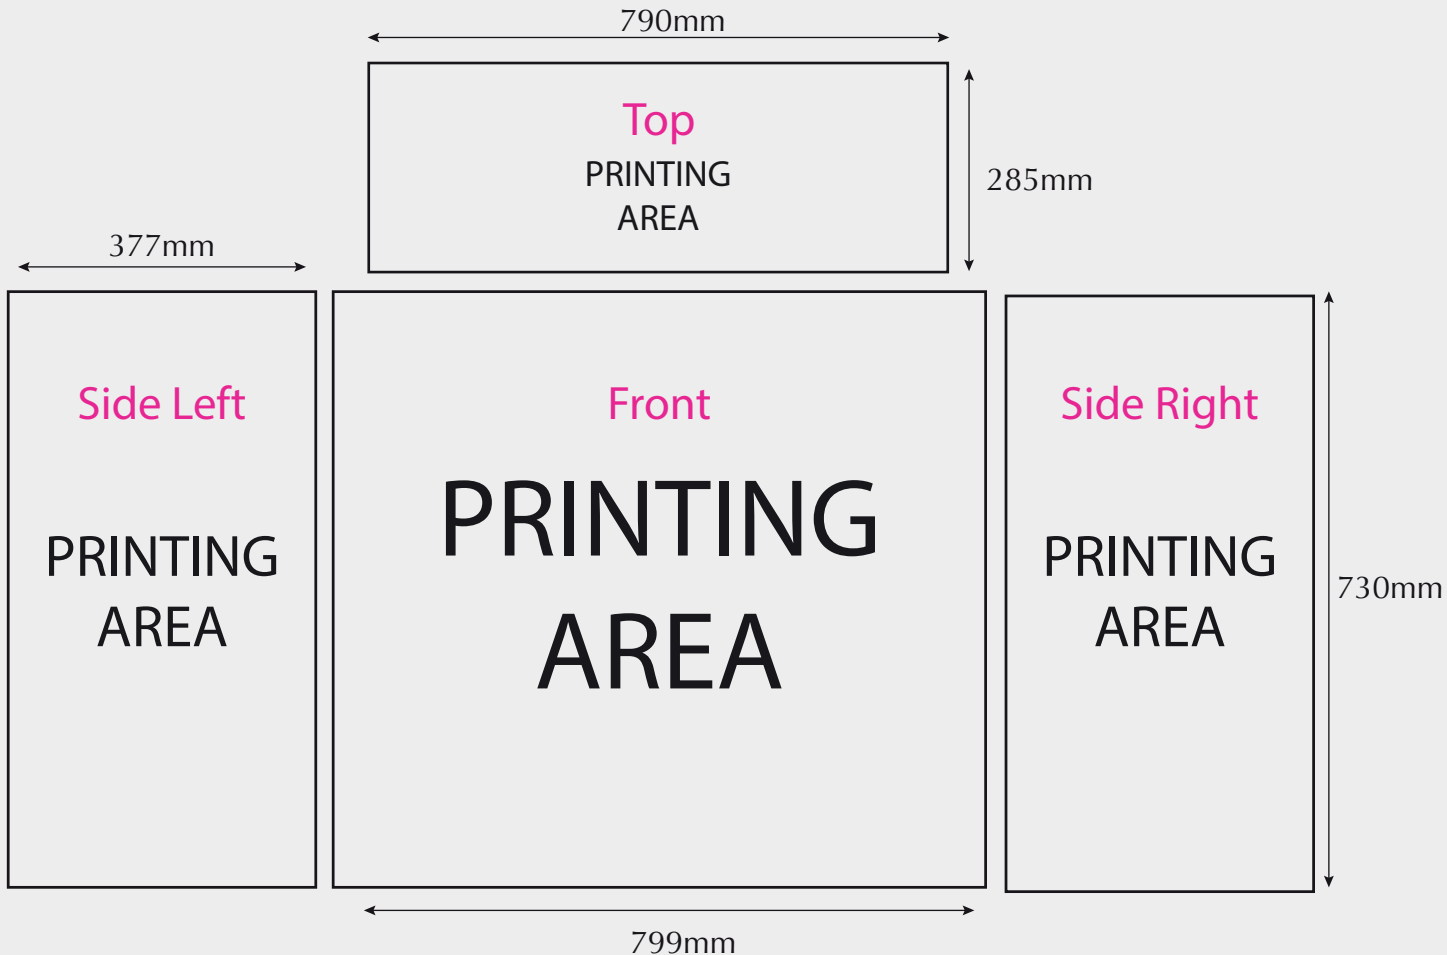 790mm
Top
PRINTING
AREA
285mm
377mm
Side Left
PRINTING
AREA
Front
PRINTING
AREA
Side Right
PRINTING
AREA
730mm
799mm